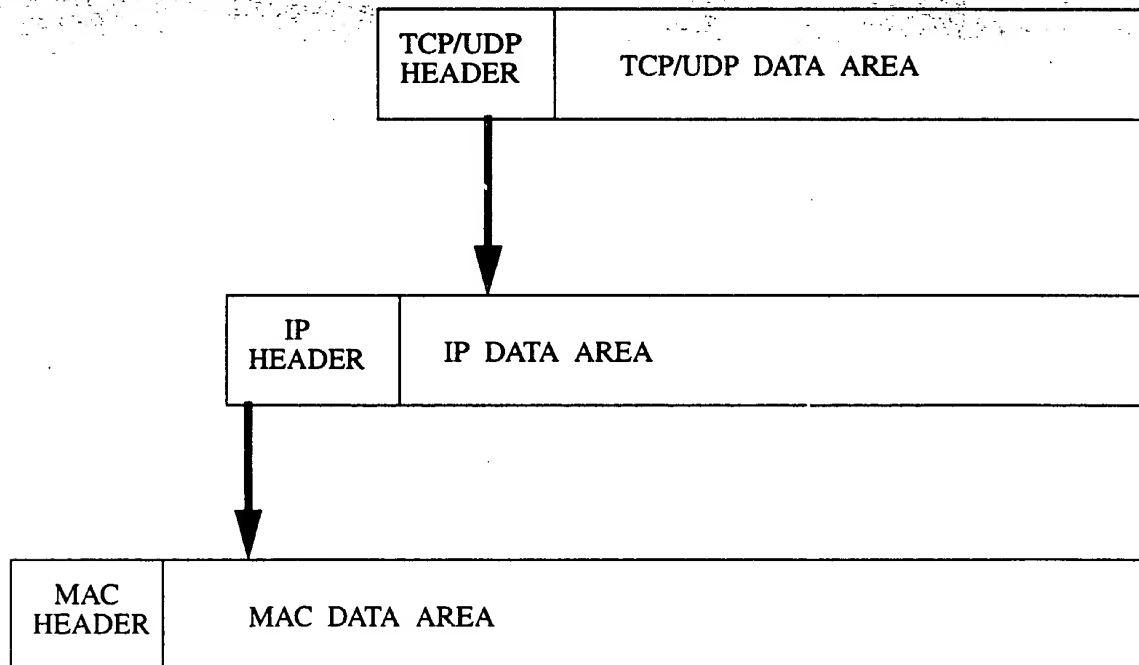 TCP/UDP
HEADER
TCP/UDP DATA AREA
IP
HEADER
IP DATA AREA
MAC
HEADER
MAC DATA AREA